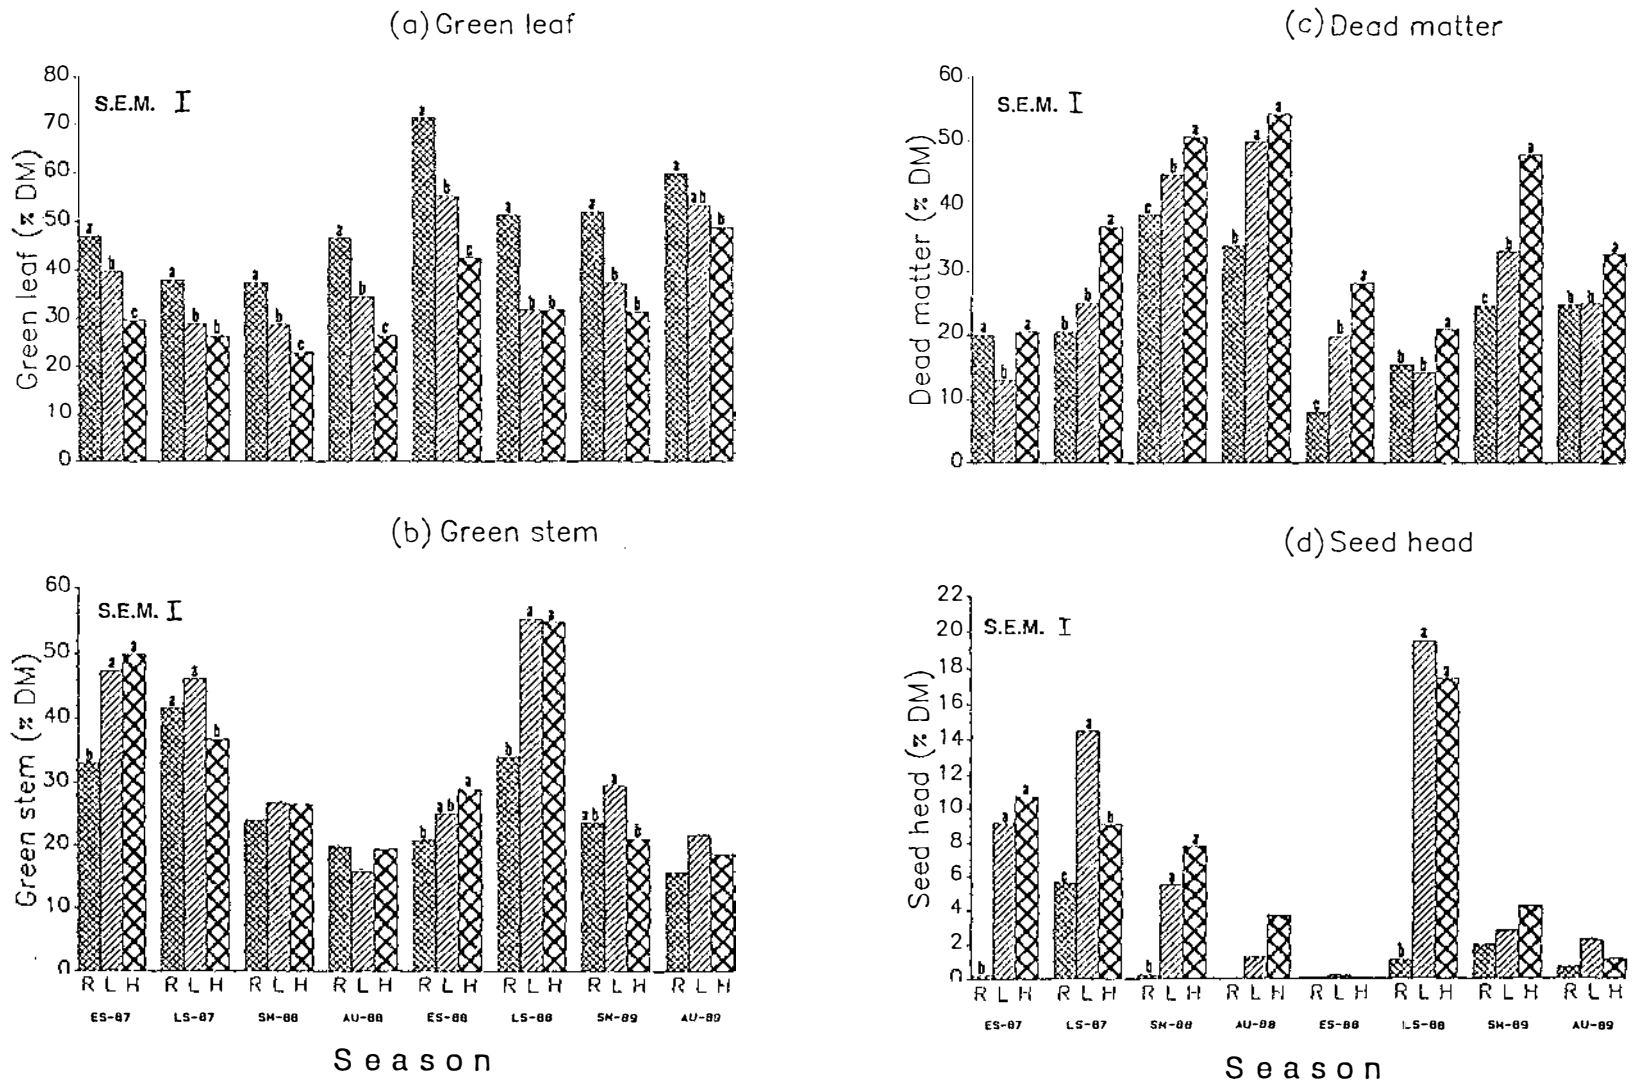 (a) Green leaf
80
70
60
50
40
30
20
10
0
Green leaf (% DM)
S.E.M.
a b c
a b b
a b c
a b c
a b c
a b b
a b b
a ab b
(c) Dead matter
60
50
40
30
20
10
0
Dead matter (% DM)
S.E.M.
a b a
b b a
c b a
b a a
c b a
b b a
c b a
b b a
(b) Green stem
60
50
40
30
20
10
0
Green stem (% DM)
S.E.M.
b a a
a a b
b ab a
b a a
ab a b
R L H R L H R L H R L H R L H R L H R L H R L H
ES-87 LS-87 SM-88 AU-88 ES-88 LS-88 SM-89 AU-89
Season
(d) Seed head
22
20
18
16
14
12
10
8
6
4
2
0
Seed head (% DM)
S.E.M.
b a a
c a b
b a a
b a a
R L H R L H R L H R L H R L H R L H R L H R L H
ES-87 LS-87 SM-88 AU-88 ES-88 LS-88 SM-89 AU-89
Season